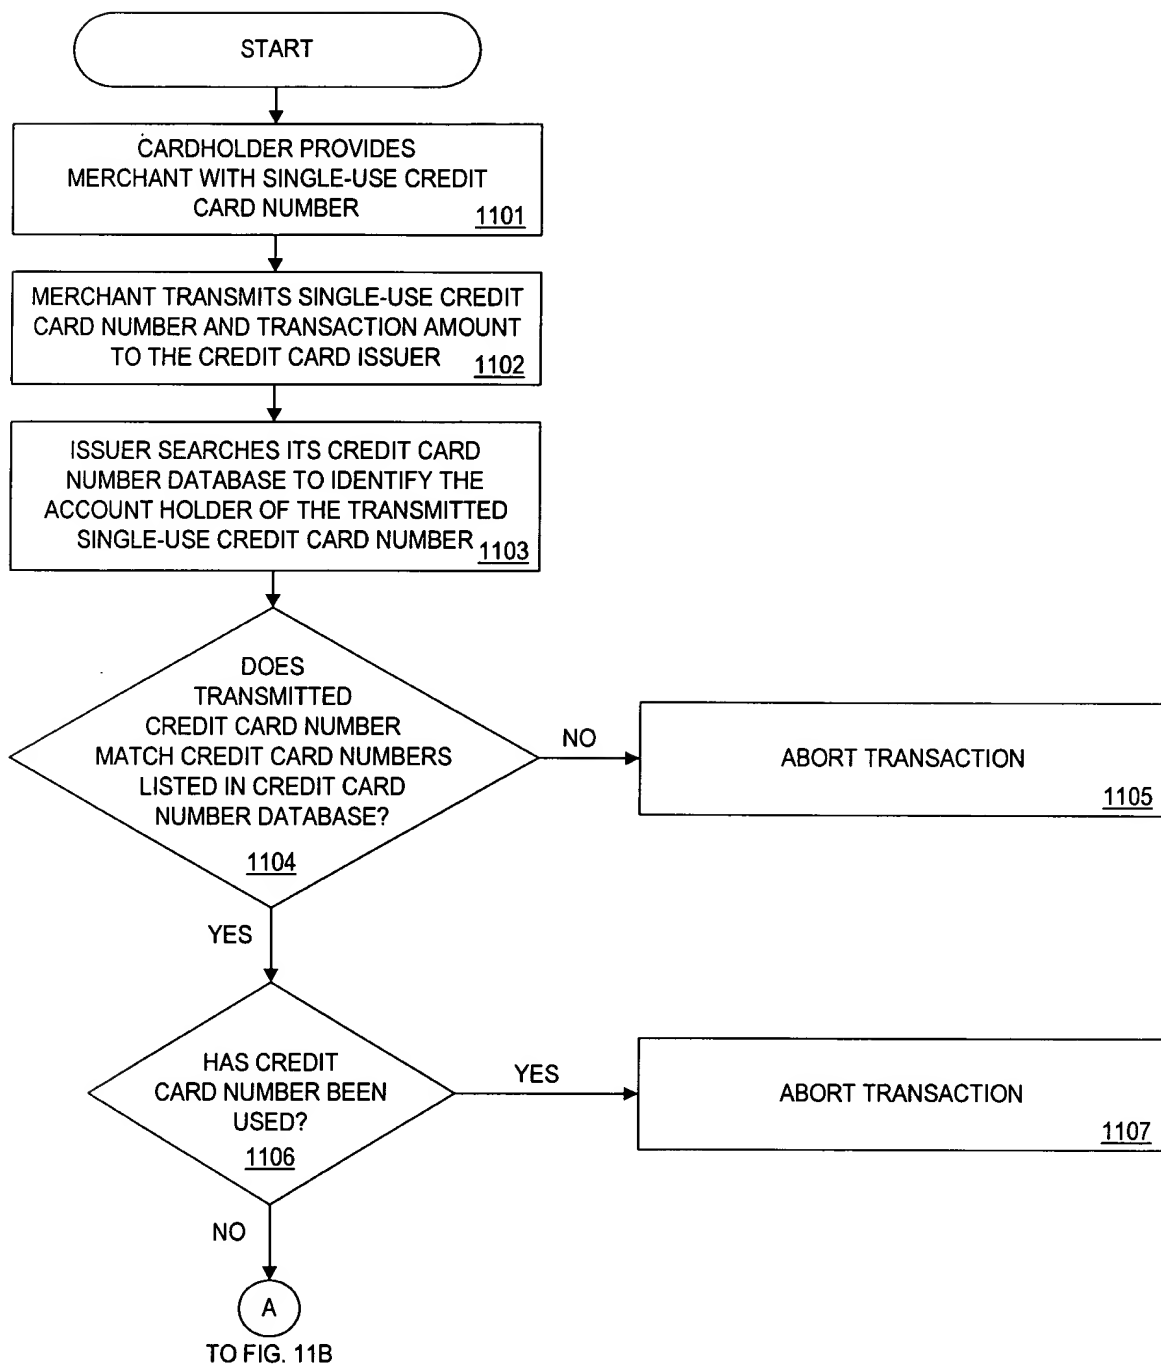 START
CARDHOLDER PROVIDES
MERCHANT WITH SINGLE-USE CREDIT
CARD NUMBER
1101
MERCHANT TRANSMITS SINGLE-USE CREDIT
CARD NUMBER AND TRANSACTION AMOUNT
TO THE CREDIT CARD ISSUER
1102
ISSUER SEARCHES ITS CREDIT CARD
NUMBER DATABASE TO IDENTIFY THE
ACCOUNT HOLDER OF THE TRANSMITTED
SINGLE-USE CREDIT CARD NUMBER
1103
DOES
TRANSMITTED
CREDIT CARD NUMBER
MATCH CREDIT CARD NUMBERS
LISTED IN CREDIT CARD
NUMBER DATABASE?
1104
NO
ABORT TRANSACTION
1105
YES
HAS CREDIT
CARD NUMBER BEEN
USED?
1106
YES
ABORT TRANSACTION
1107
NO
A
TO FIG. 11B